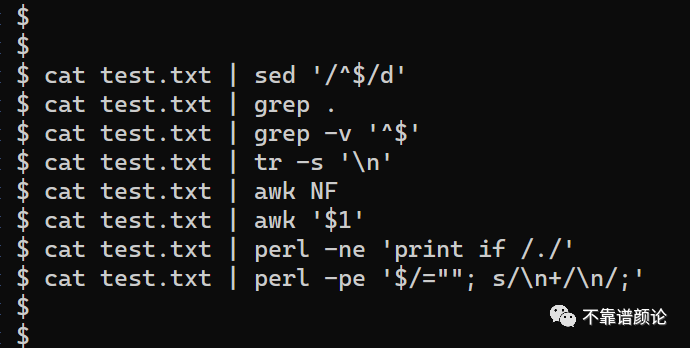 $
$
$ cat test.txt | sed '/^$/d'
$ cat test.txt | grep .
$ cat test.txt | grep -v '^$'
$ cat test.txt | tr -s '\n'
$ cat test.txt | awk NF
$ cat test.txt | awk '$1'
$ cat test.txt | perl -ne 'print if /./'
$ cat test.txt | perl -pe '$/=""; s/\n+/\n/;'
$
$
不靠谱颜论